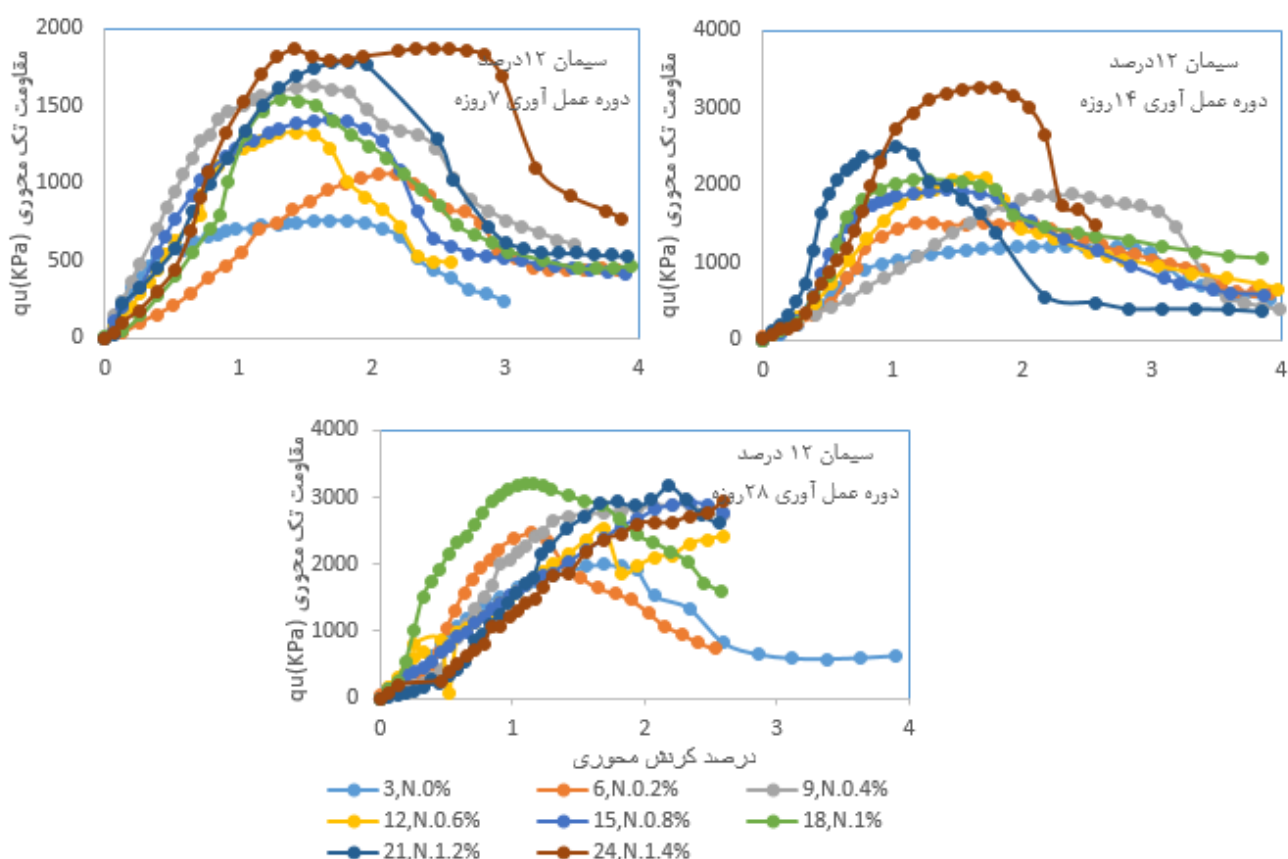 مقاومت تک محوری qu(KPa)
2000
1500
1000
500
0
0 1 2 3 4
سیمان ۱۲درصد
دوره عمل آوری ۷روزه
مقاومت تک محوری qu(KPa)
4000
3000
2000
1000
0
0 1 2 3 4
سیمان ۱۲درصد
دوره عمل آوری ۱۴روزه
مقاومت تک محوری qu(KPa)
4000
3000
2000
1000
0
0 1 2 3 4
سیمان ۱۲ درصد
دوره عمل آوری ۲۸روزه
درصد کرنش محوری
3,N.0% 6,N.0.2% 9,N.0.4%
12,N.0.6% 15,N.0.8% 18,N.1%
21,N.1.2% 24,N.1.4%